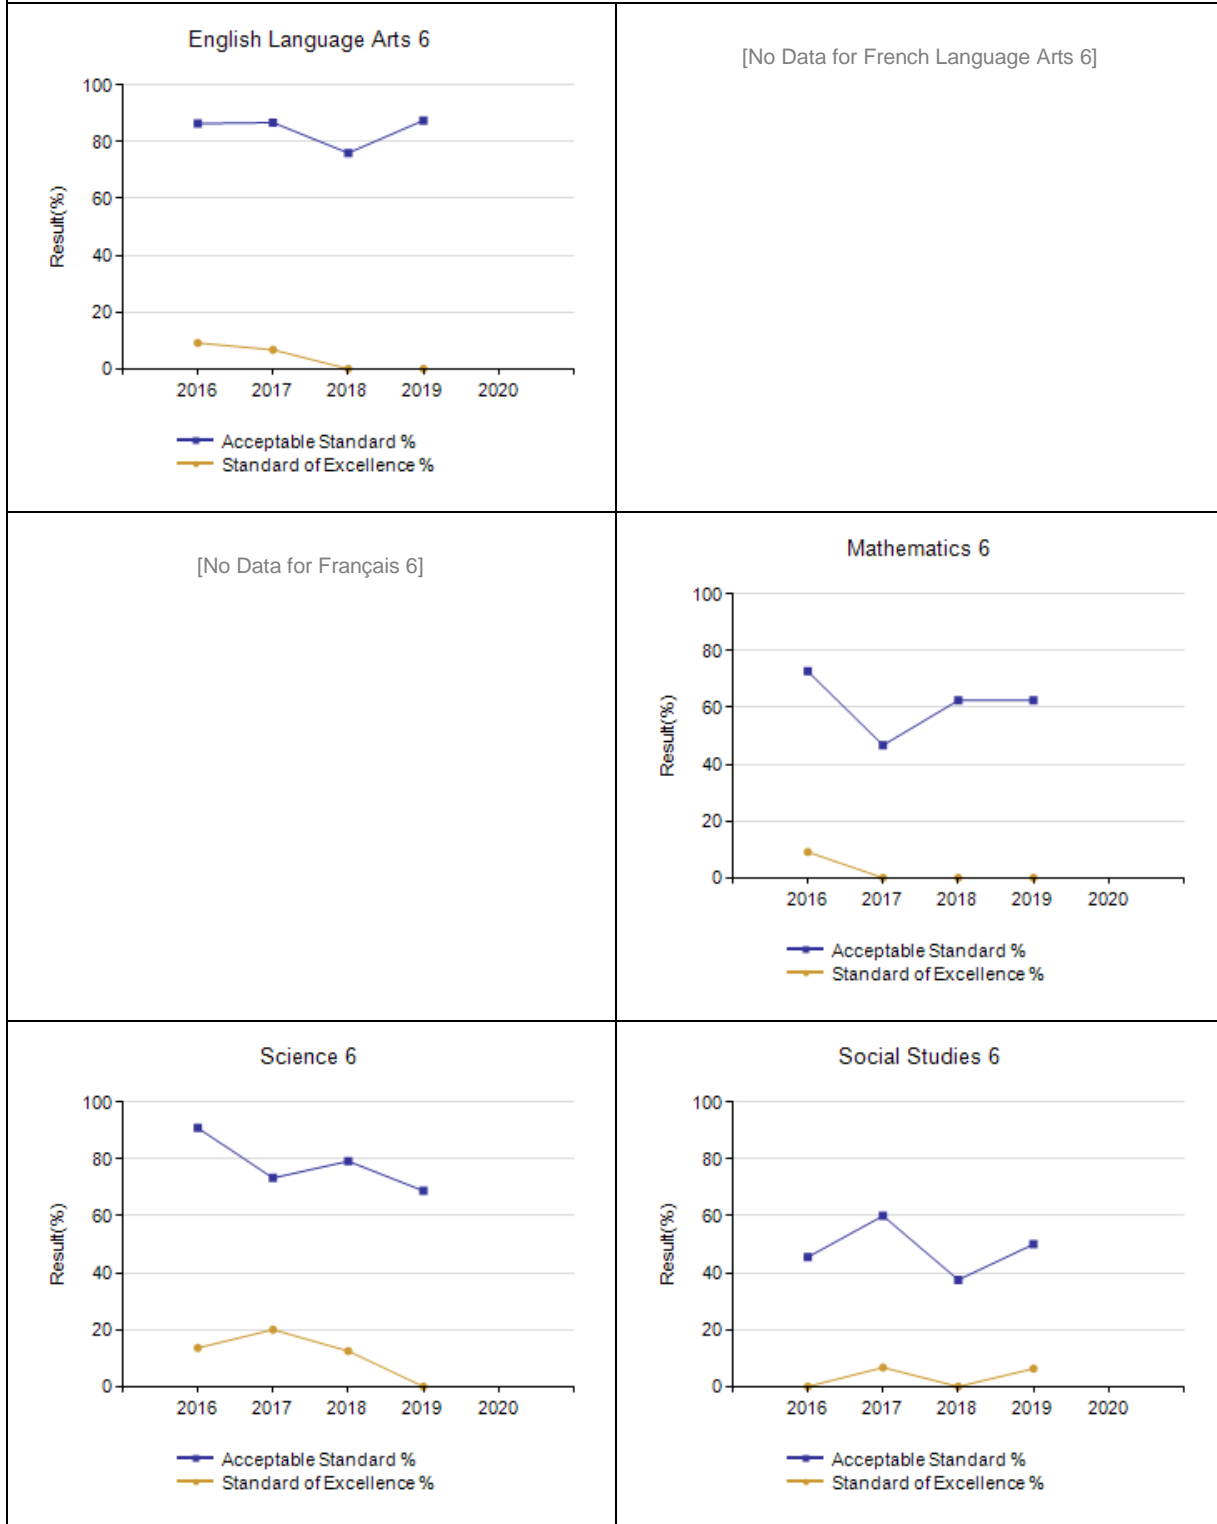 English Language Arts 6
100
80
60
40
20
0
Result(%)
2016 2017 2018 2019 2020
Acceptable Standard %
Standard of Excellence %
[No Data for French Language Arts 6]
[No Data for Français 6]
Mathematics 6
100
80
60
40
20
0
Result(%)
2016 2017 2018 2019 2020
Acceptable Standard %
Standard of Excellence %
Science 6
100
80
60
40
20
0
Result(%)
2016 2017 2018 2019 2020
Acceptable Standard %
Standard of Excellence %
Social Studies 6
100
80
60
40
20
0
Result(%)
2016 2017 2018 2019 2020
Acceptable Standard %
Standard of Excellence %